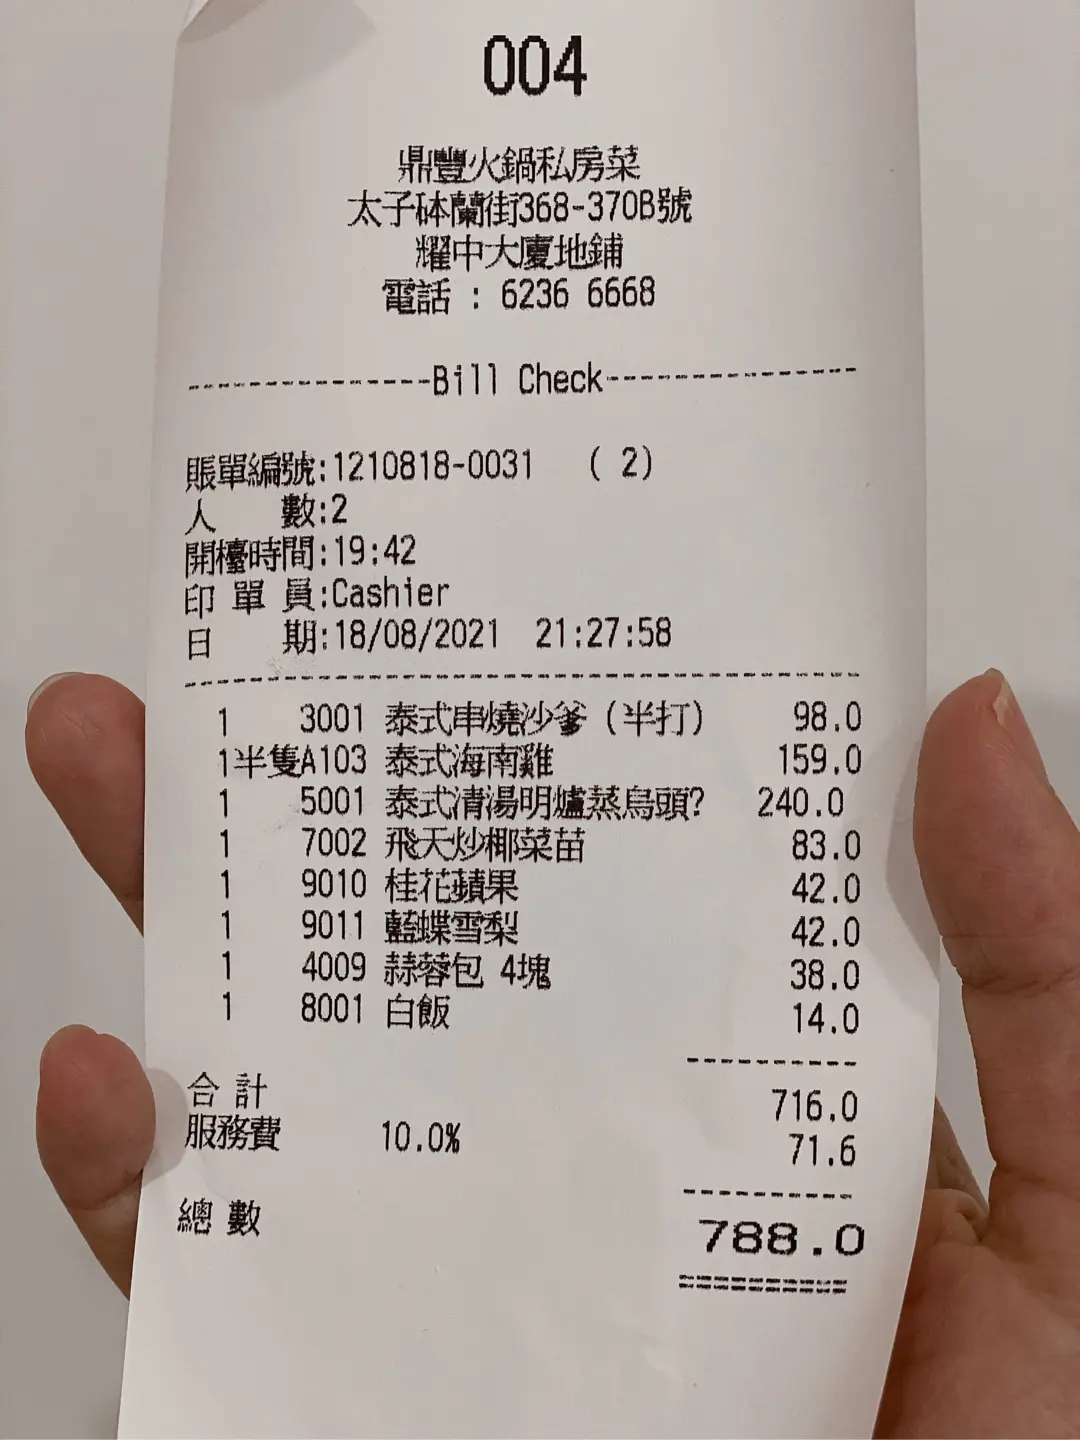 004
鼎豐火鍋私房菜
太子砵蘭街368-370B號
耀中大廈地鋪
電話 : 6236 6668
---------------Bill Check---------------
賬單編號:1210818-0031 ( 2)
人 數:2
開檯時間:19:42
印 單 員:Cashier
日 期:18/08/2021 21:27:58
1 3001 泰式串燒沙爹(半打) 98.0
1半隻A103 泰式海南雞 159.0
1 5001 泰式清湯明爐蒸烏頭? 240.0
1 7002 飛天炒椰菜苗 83.0
1 9010 桂花蘋果 42.0
1 9011 藍蝶雪梨 42.0
1 4009 蒜蓉包 4塊 38.0
1 8001 白飯 14.0
合 計 716.0
服務費 10.0% 71.6
總 數 788.0